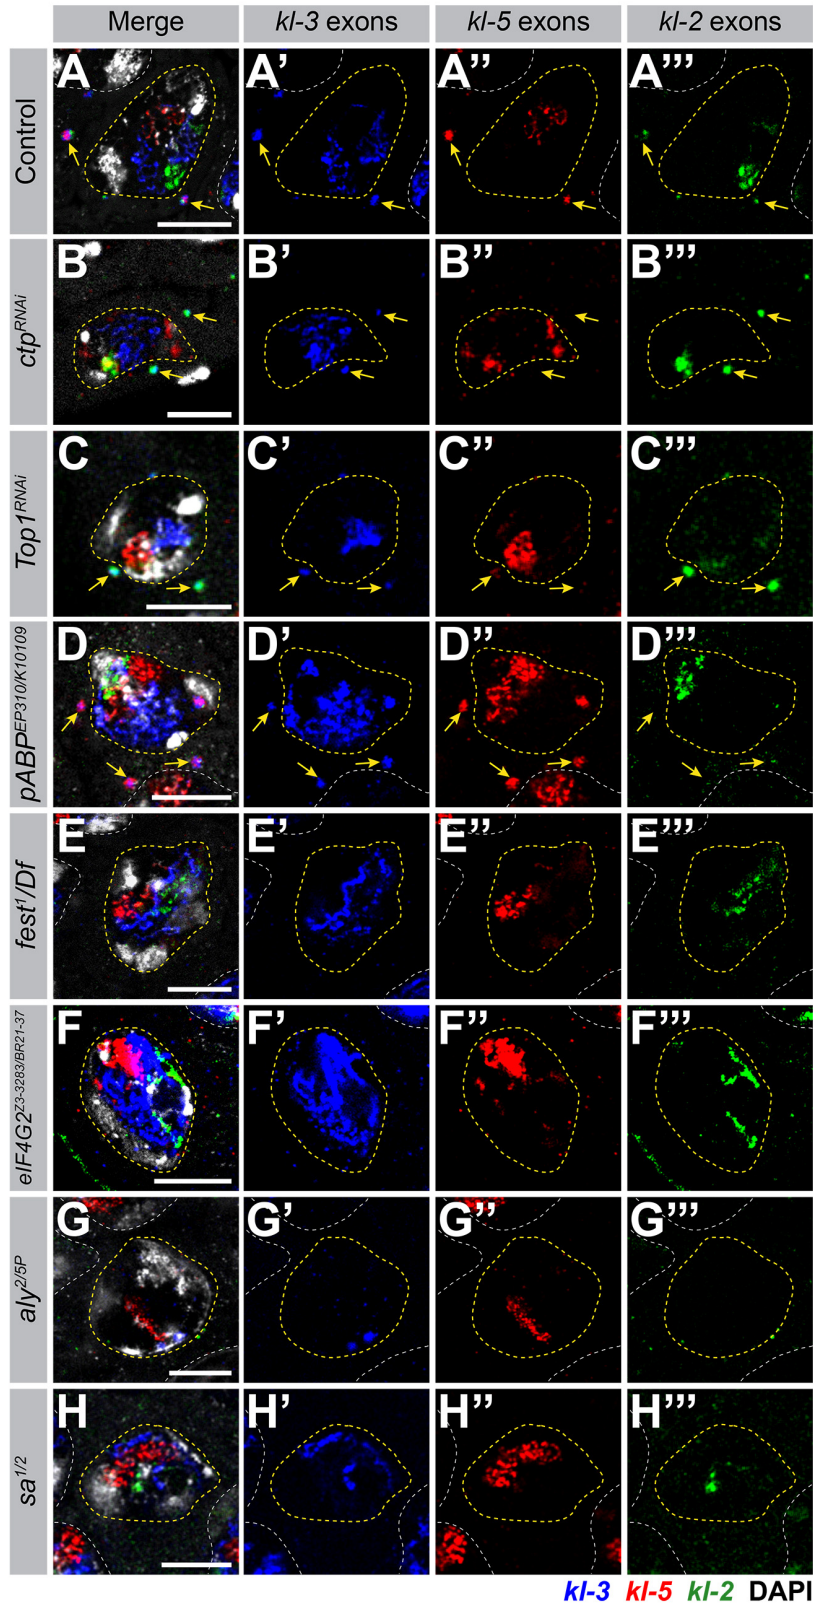 Merge kl-3 exons kl-5 exons kl-2 exons
Control
A A’ A’’ A’’’
ctpRNAi
B B’ B’’ B’’’
Top1RNAi
C C’ C’’ C’’’
pABPEP310/K10109
D D’ D’’ D’’’
fest1/Df
E E’ E’’ E’’’
eIF4G2Z3-3283/BR21-37
F F’ F’’ F’’’
aly2/5P
G G’ G’’ G’’’
sa1/2
H H’ H’’ H’’’
kl-3 kl-5 kl-2 DAPI